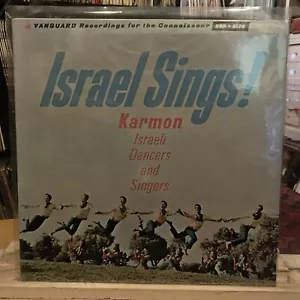 VANGUARD Recordings for the Connoisseur
Israel Sings!
Karmon
Israeli
Dancers
and
Singers